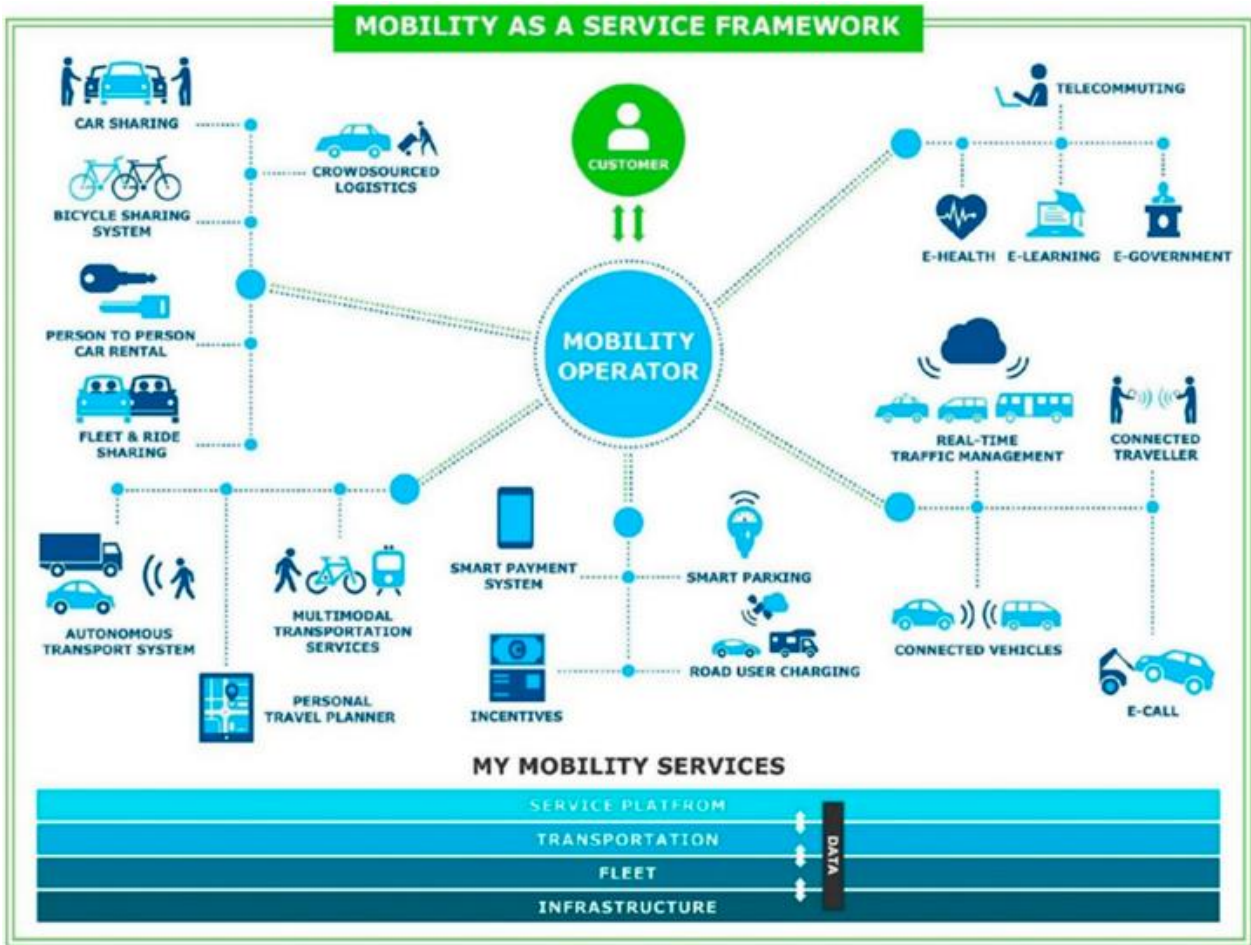 MOBILITY AS A SERVICE FRAMEWORK
CAR SHARING
CROWDSOURCED
LOGISTICS
BICYCLE SHARING
SYSTEM
PERSON TO PERSON
CAR RENTAL
FLEET & RIDE
SHARING
CUSTOMER
MOBILITY
OPERATOR
TELECOMMUTING
E-HEALTH
E-LEARNING
E-GOVERNMENT
REAL-TIME
TRAFFIC MANAGEMENT
CONNECTED
TRAVELLER
CONNECTED VEHICLES
E-CALL
AUTONOMOUS
TRANSPORT SYSTEM
MULTIMODAL
TRANSPORTATION
SERVICES
PERSONAL
TRAVEL PLANNER
SMART PAYMENT
SYSTEM
SMART PARKING
INCENTIVES
ROAD USER CHARGING
MY MOBILITY SERVICES
SERVICE PLATFROM
TRANSPORTATION
FLEET
INFRASTRUCTURE
DATA